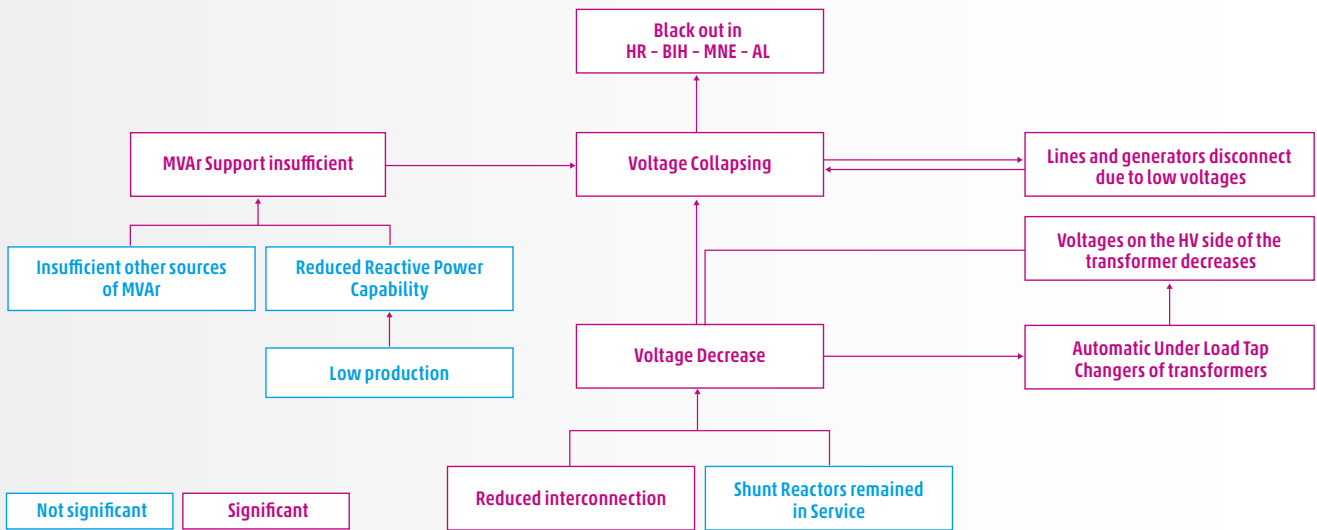 Black out in
HR – BIH – MNE – AL
MVAr Support insufficient
Voltage Collapsing
Lines and generators disconnect
due to low voltages
Insufficient other sources
of MVAr
Reduced Reactive Power
Capability
Voltages on the HV side of the
transformer decreases
Low production
Voltage Decrease
Automatic Under Load Tap
Changers of transformers
Reduced interconnection
Shunt Reactors remained
in Service
Not significant
Significant